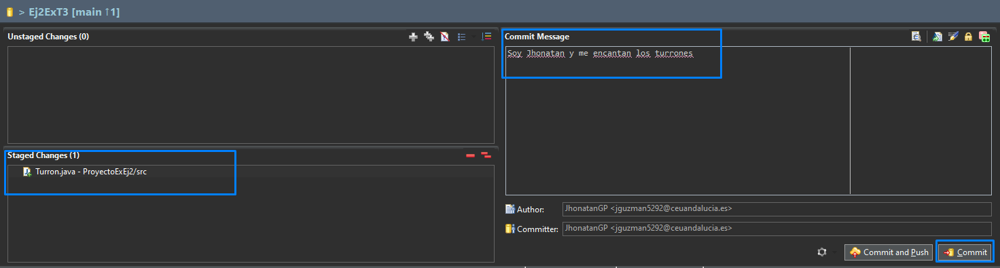 > Ej2ExT3 [main ↑1]
Unstaged Changes (0)
Staged Changes (1)
Turron.java - ProyectoExEj2/src
Commit Message
Soy Jhonatan y me encantan los turrones
Author: JhonatanGP <jguzman5292@ceuandalucia.es>
Committer: JhonatanGP <jguzman5292@ceuandalucia.es>
Commit and Push
Commit